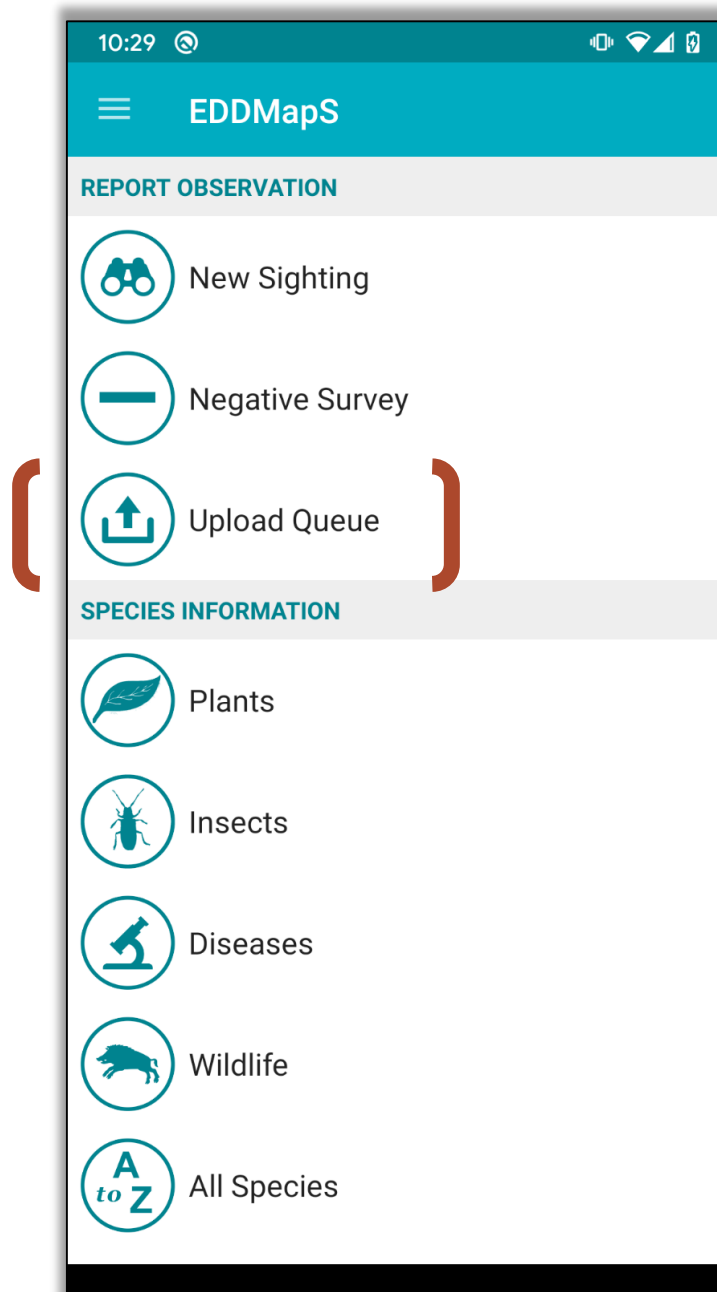 10:29
EDDMapS
REPORT OBSERVATION
New Sighting
Negative Survey
Upload Queue
SPECIES INFORMATION
Plants
Insects
Diseases
Wildlife
A to Z
All Species